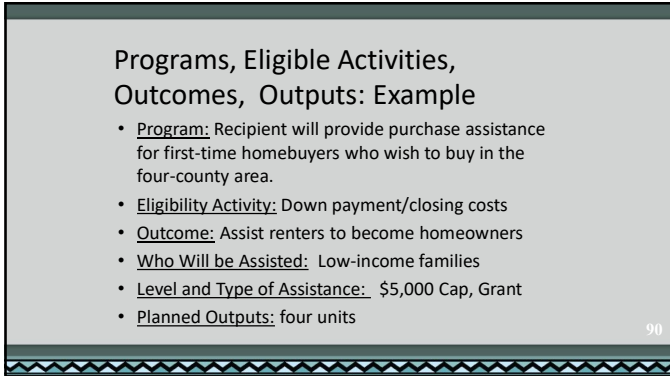 Programs, Eligible Activities,
Outcomes,  Outputs: Example
• Program: Recipient will provide purchase assistance
for first-time homebuyers who wish to buy in the
four-county area.
• Eligibility Activity: Down payment/closing costs
• Outcome: Assist renters to become homeowners
• Who Will be Assisted:  Low-income families
• Level and Type of Assistance:   $5,000 Cap, Grant
• Planned Outputs: four units
90